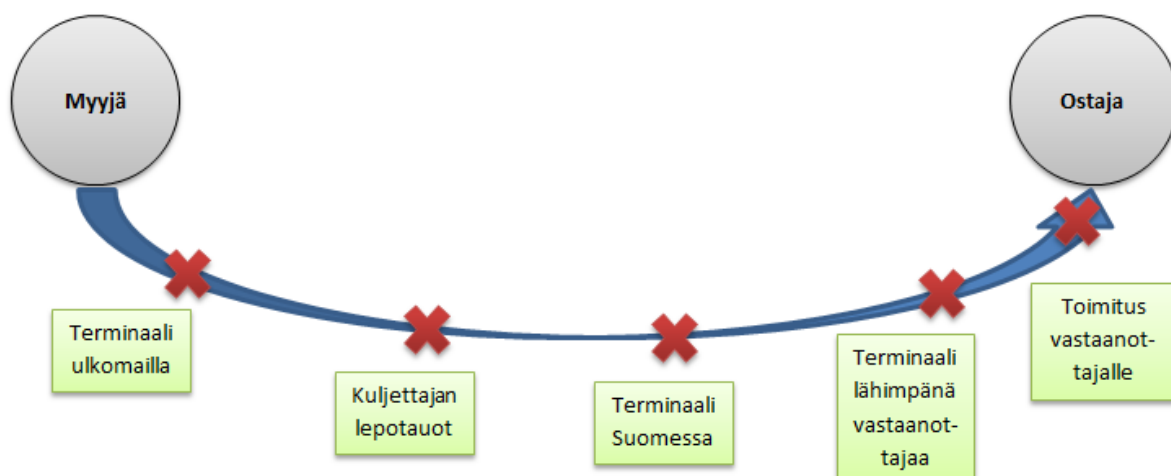 Myyjä
Ostaja
Terminaali
ulkomailla
Kuljettajan
lepotauot
Terminaali
Suomessa
Terminaali
lähimpänä
vastaanot-
tajaa
Toimitus
vastaanot-
tajalle